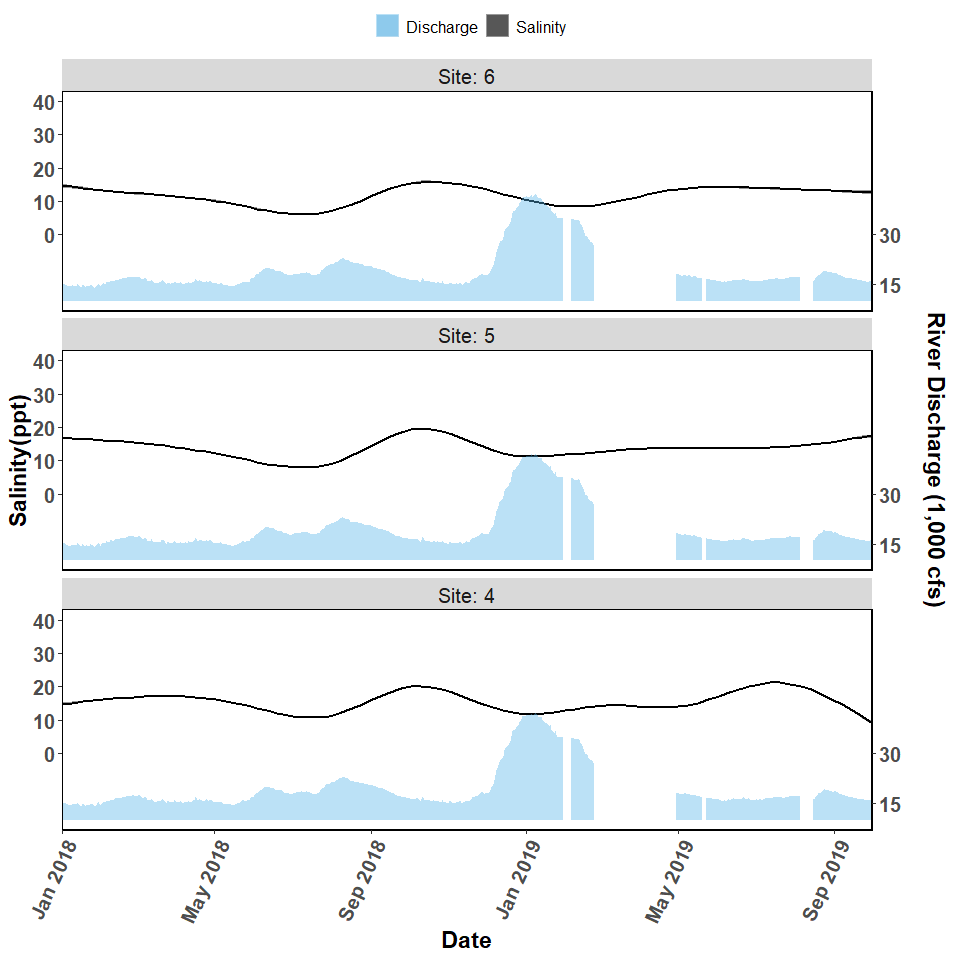 Discharge Salinity
Site: 6
40
30
20
10
0
30
15
Site: 5
40
30
20
10
0
30
15
Site: 4
40
30
20
10
0
30
15
Salinity(ppt)
River Discharge (1,000 cfs)
Jan 2018
May 2018
Sep 2018
Jan 2019
May 2019
Sep 2019
Date